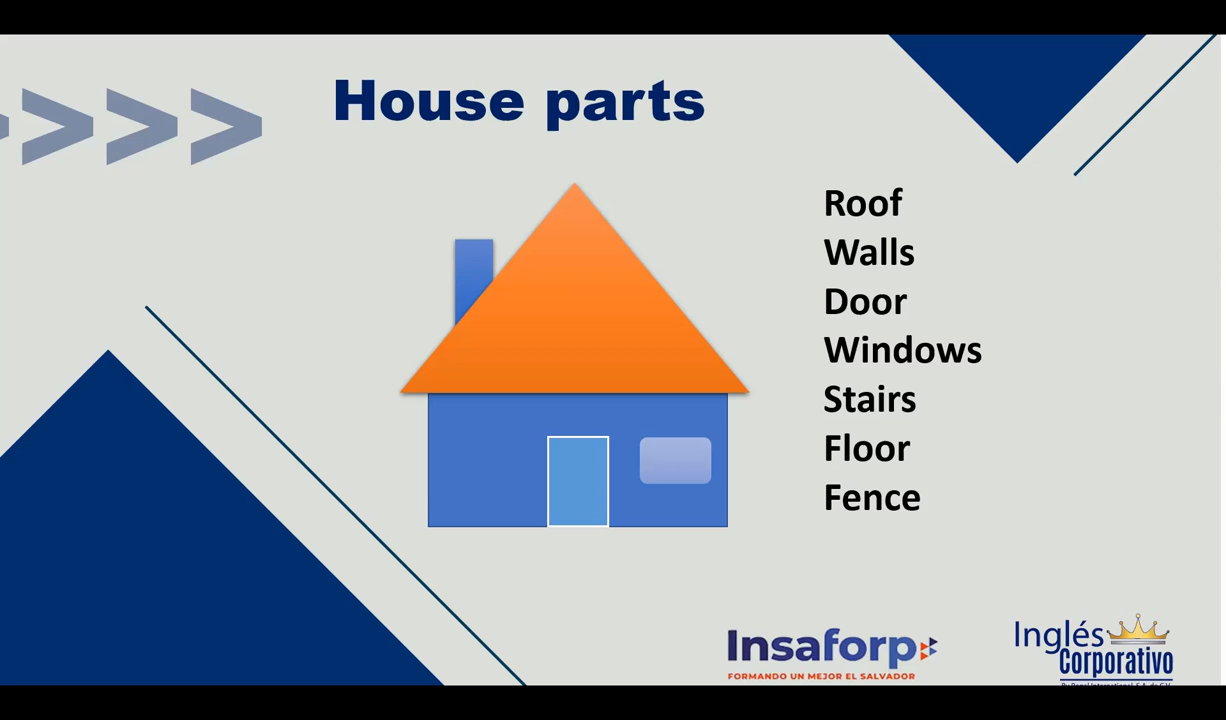 House parts
Roof
Walls
Door
Windows
Stairs
Floor
Fence
Insaforp
FORMANDO UN MEJOR EL SALVADOR
Inglés
Corporativo